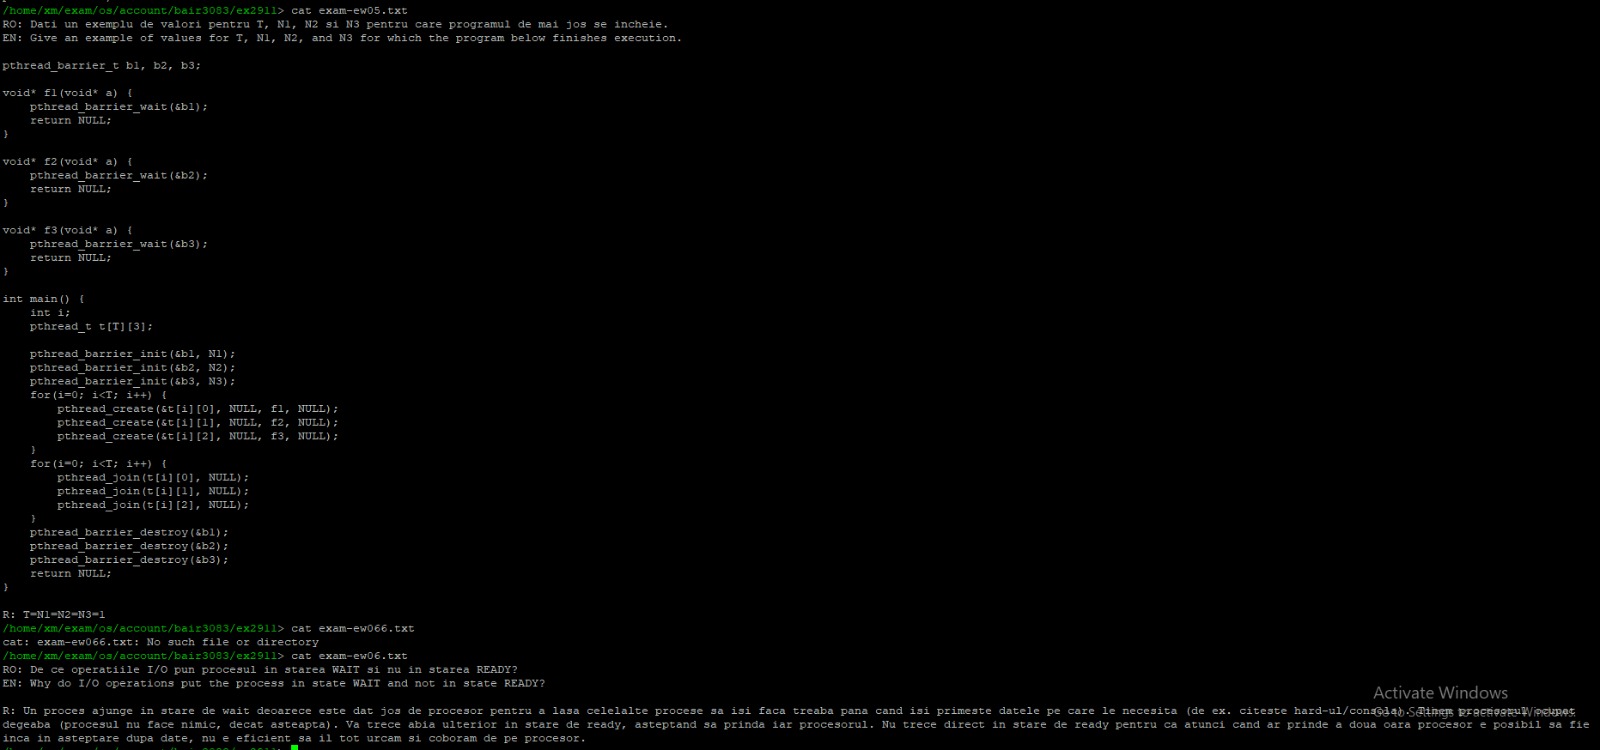 /home/xm/exam/os/account/bair3083/ex2911> cat exam-ew05.txt
RO: Dati un exemplu de valori pentru T, N1, N2 si N3 pentru care programul de mai jos se incheie.
EN: Give an example of values for T, N1, N2, and N3 for which the program below finishes execution.
pthread_barrier_t b1, b2, b3;
void* f1(void* a) {
    pthread_barrier_wait(&b1);
    return NULL;
}
void* f2(void* a) {
    pthread_barrier_wait(&b2);
    return NULL;
}
void* f3(void* a) {
    pthread_barrier_wait(&b3);
    return NULL;
}
int main() {
    int i;
    pthread_t t[T][3];
    pthread_barrier_init(&b1, N1);
    pthread_barrier_init(&b2, N2);
    pthread_barrier_init(&b3, N3);
    for(i=0; i<T; i++) {
        pthread_create(&t[i][0], NULL, f1, NULL);
        pthread_create(&t[i][1], NULL, f2, NULL);
        pthread_create(&t[i][2], NULL, f3, NULL);
    }
    for(i=0; i<T; i++) {
        pthread_join(t[i][0], NULL);
        pthread_join(t[i][1], NULL);
        pthread_join(t[i][2], NULL);
    }
    pthread_barrier_destroy(&b1);
    pthread_barrier_destroy(&b2);
    pthread_barrier_destroy(&b3);
    return NULL;
}
R: T=N1=N2=N3=1
/home/xm/exam/os/account/bair3083/ex2911> cat exam-ew066.txt
cat: exam-ew066.txt: No such file or directory
/home/xm/exam/os/account/bair3083/ex2911> cat exam-ew06.txt
RO: De ce operatiile I/O pun procesul in starea WAIT si nu in starea READY?
EN: Why do I/O operations put the process in state WAIT and not in state READY?
R: Un proces ajunge in stare de wait deoarece este dat jos de procesor pentru a lasa celelalte procese sa isi faca treaba pana cand isi primeste datele pe care le necesita (de ex. citeste hard-ul/consola). Tinem procesorul ocupat
degeaba (procesul nu face nimic, decat asteapta). Va trece abia ulterior in stare de ready, asteptand sa prinda iar procesorul. Nu trece direct in stare de ready pentru ca atunci cand ar prinde a doua oara procesor e posibil sa fie
inca in asteptare dupa date, nu e eficient sa il tot urcam si coboram de pe procesor.
Activate Windows
Go to Settings to activate Windows.